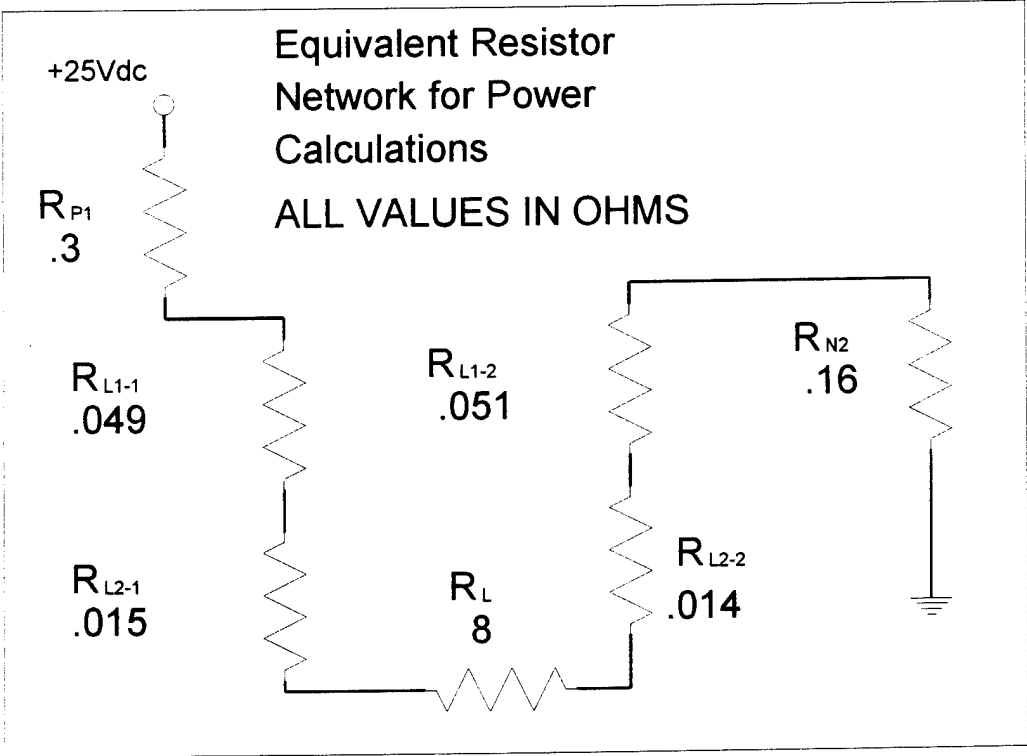 Equivalent Resistor
Network for Power
Calculations
ALL VALUES IN OHMS
+25Vdc
RP1
.3
RL1-1
.049
RL2-1
.015
RL
8
RL1-2
.051
RL2-2
.014
RN2
.16